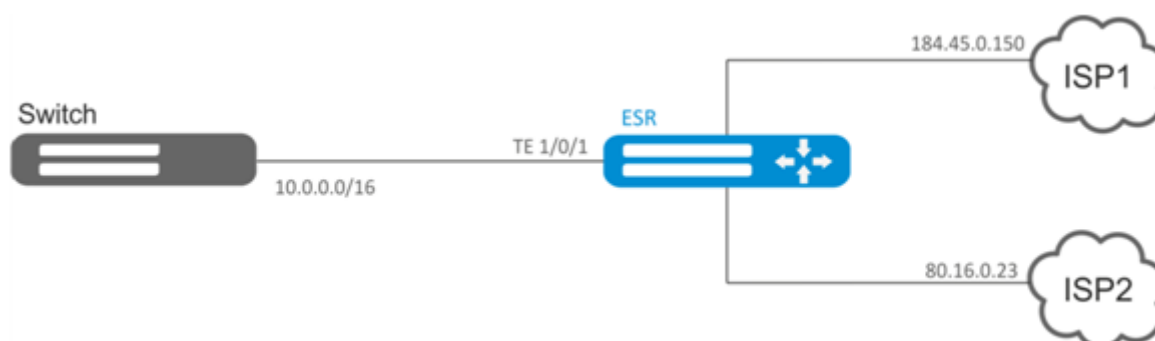 184.45.0.150
ISP1
Switch
ESR
TE 1/0/1
10.0.0.0/16
80.16.0.23
ISP2